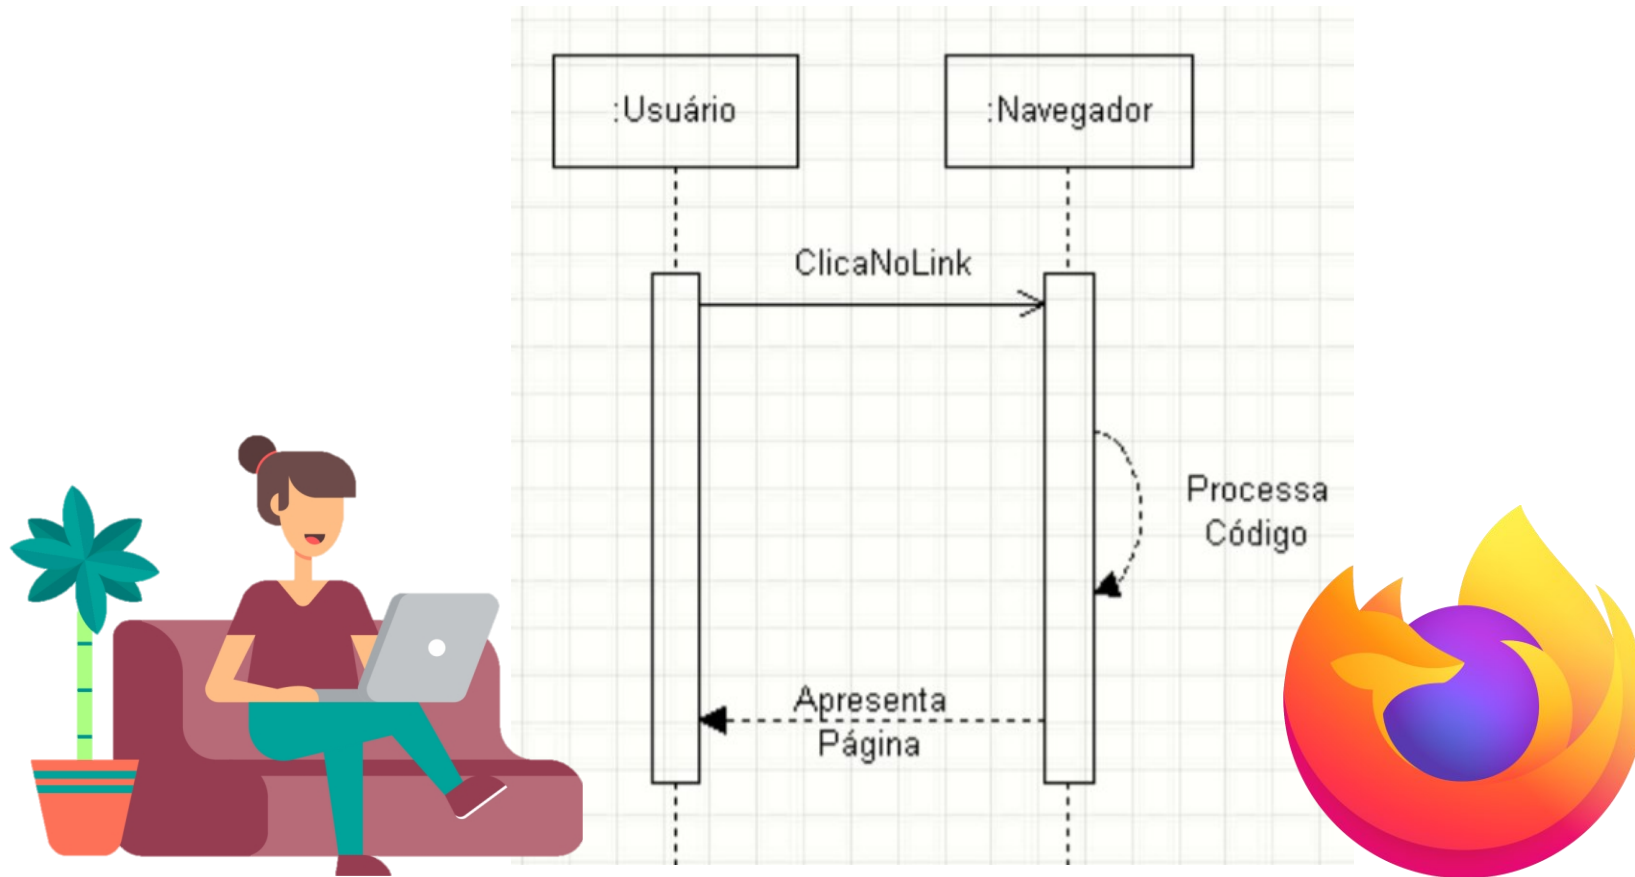 :Usuário
:Navegador
ClicaNoLink
Processa
Código
Apresenta
Página